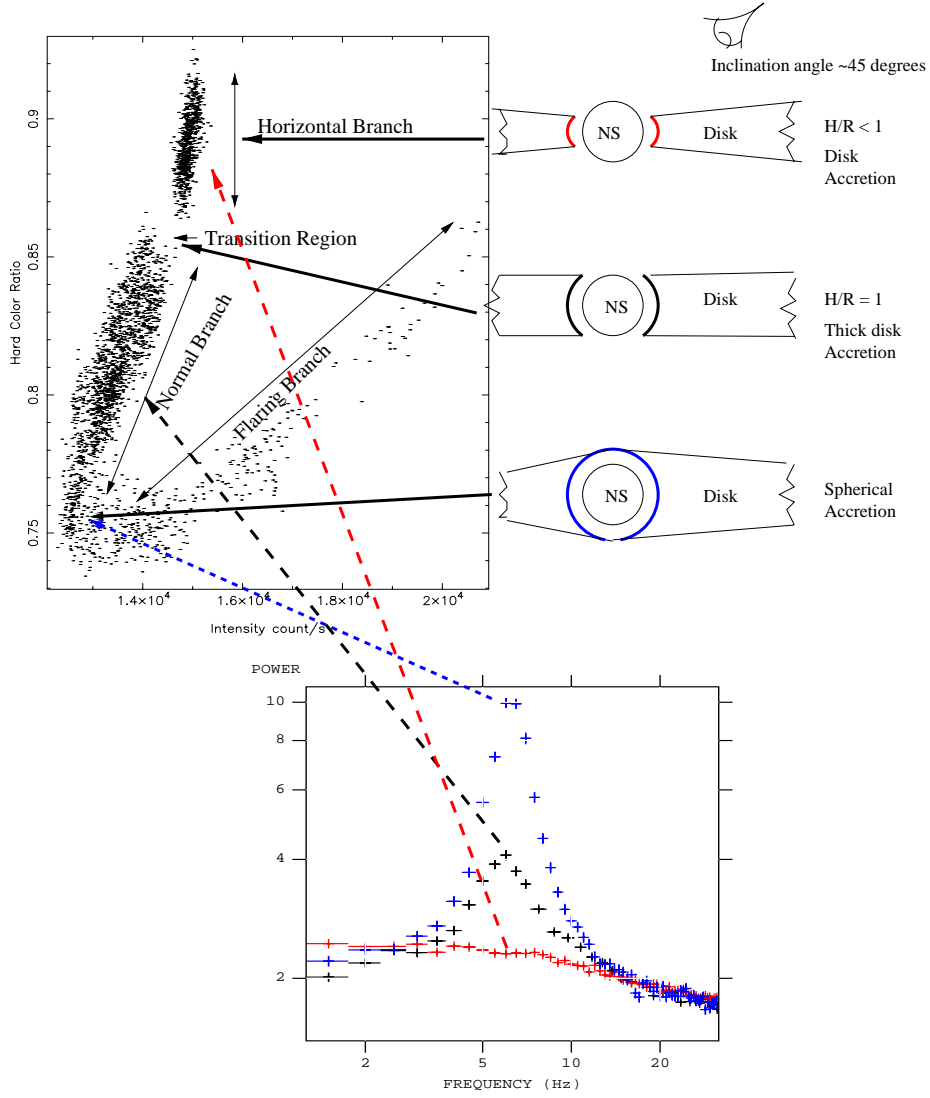 Inclination angle ~45 degrees
Hard Color Ratio
0.9
0.85
0.8
0.75
Horizontal Branch
Transition Region
Normal Branch
Flaring Branch
1.4×10⁴
1.6×10⁴
1.8×10⁴
2×10⁴
Intensity count/s
NS
Disk
H/R < 1
Disk
Accretion
NS
Disk
H/R = 1
Thick disk
Accretion
NS
Disk
Spherical
Accretion
POWER
10
8
6
4
2
2
5
10
20
FREQUENCY (Hz)